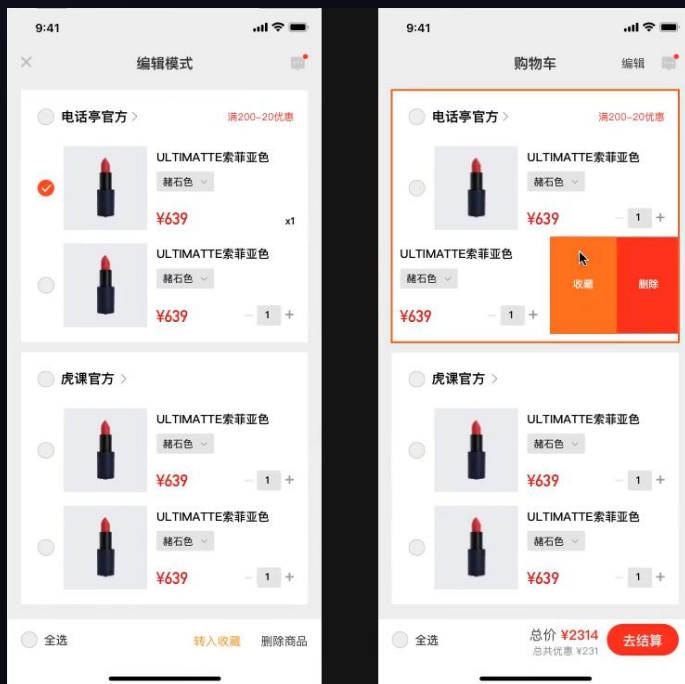 9:41
编辑模式
电话亭官方
满200-20优惠
ULTIMATTE索菲亚色
赭石色
¥639
x1
ULTIMATTE索菲亚色
赭石色
¥639
1
虎课官方
ULTIMATTE索菲亚色
赭石色
¥639
1
ULTIMATTE索菲亚色
赭石色
¥639
1
全选
转入收藏
删除商品
9:41
购物车
编辑
电话亭官方
满200-20优惠
ULTIMATTE索菲亚色
赭石色
¥639
1
ULTIMATTE索菲亚色
赭石色
¥639
1
收藏
删除
虎课官方
ULTIMATTE索菲亚色
赭石色
¥639
1
ULTIMATTE索菲亚色
赭石色
¥639
1
全选
总价 ¥2314
总共优惠 ¥231
去结算